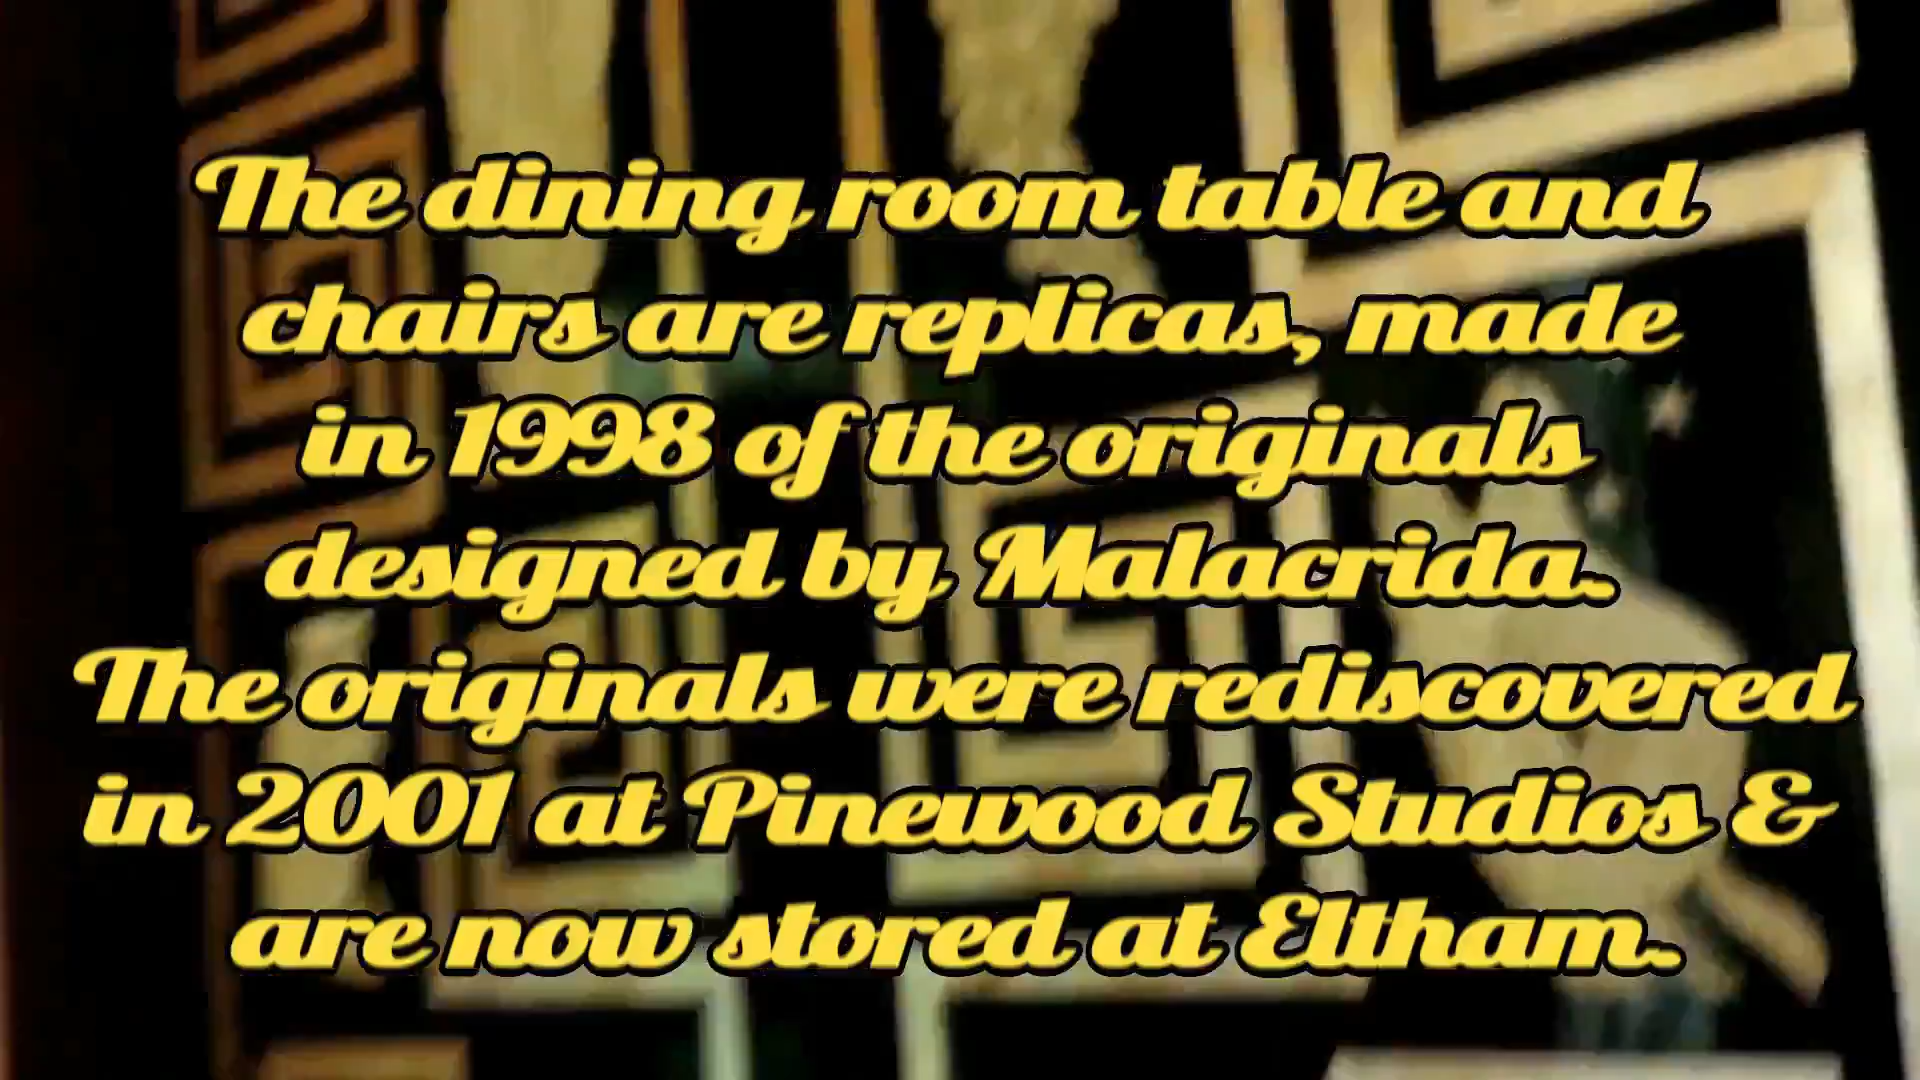 The dining room table and
chairs are replicas, made
in 1998 of the originals
designed by Malacrida.
The originals were rediscovered
in 2001 at Pinewood Studios &
are now stored at Eltham.